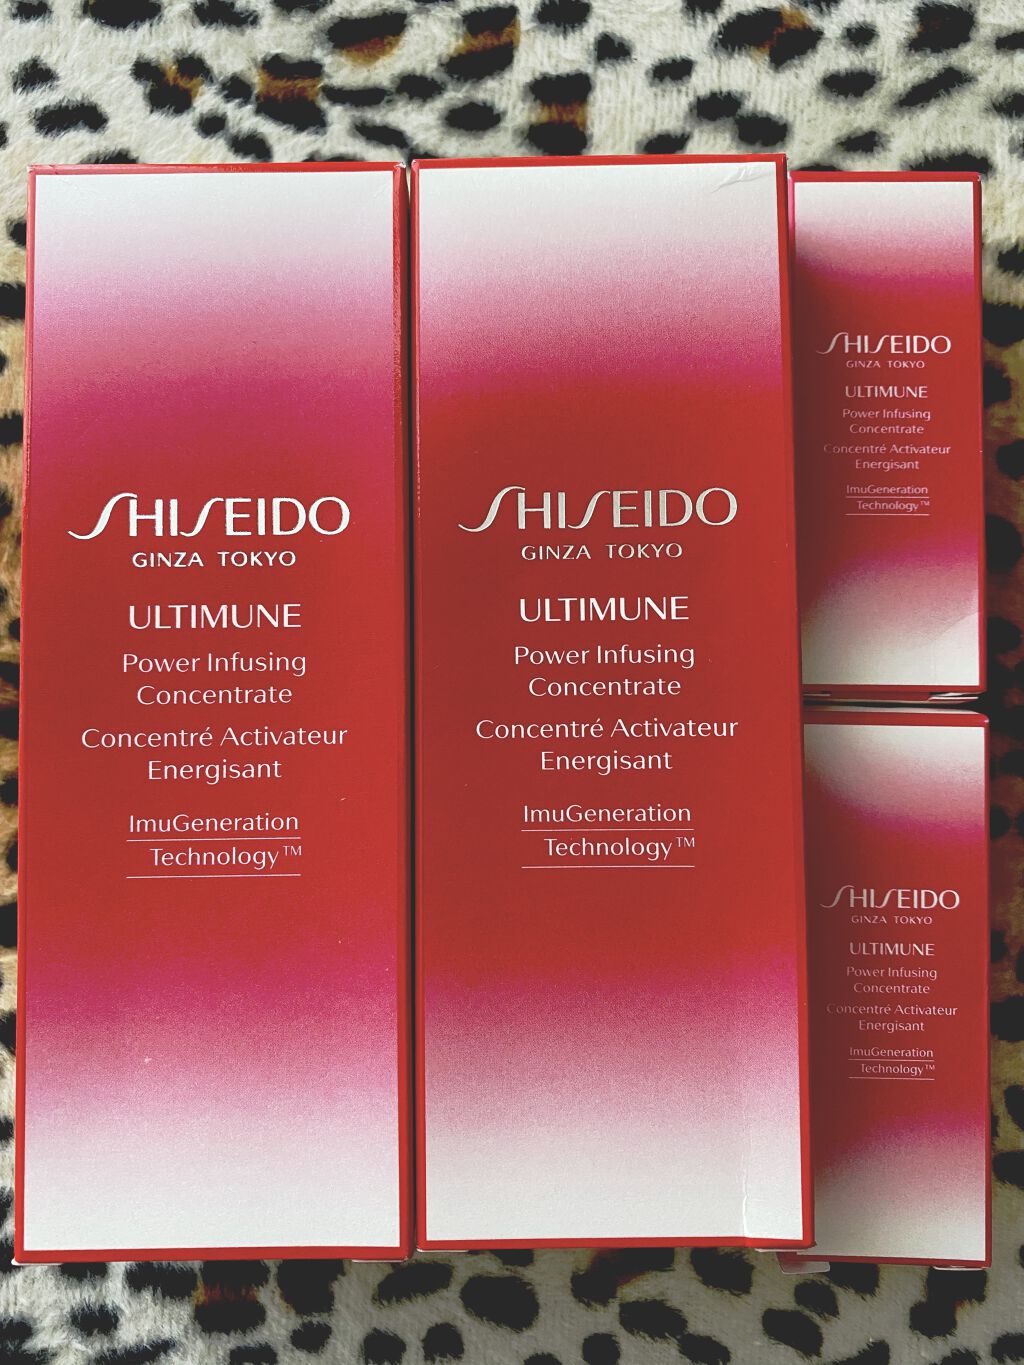 SHISEIDO
GINZA TOKYO
ULTIMUNE
Power Infusing
Concentrate
Concentré Activateur
Energisant
ImuGeneration
Technology™
SHISEIDO
GINZA TOKYO
ULTIMUNE
Power Infusing
Concentrate
Concentré Activateur
Energisant
ImuGeneration
Technology™
SHISEIDO
GINZA TOKYO
ULTIMUNE
Power Infusing
Concentrate
Concentré Activateur
Energisant
ImuGeneration
Technology™
SHISEIDO
GINZA TOKYO
ULTIMUNE
Power Infusing
Concentrate
Concentré Activateur
Energisant
ImuGeneration
Technology™